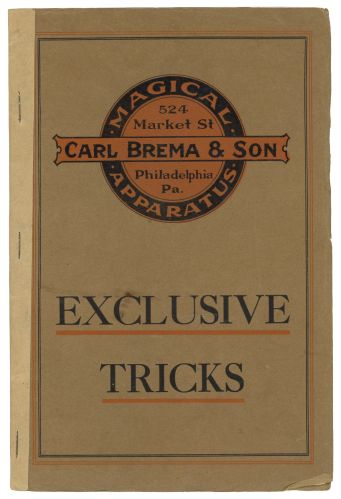 MAGICAL
524
Market St
CARL BREMA & SON
Philadelphia
Pa.
APPARATUS
EXCLUSIVE
TRICKS